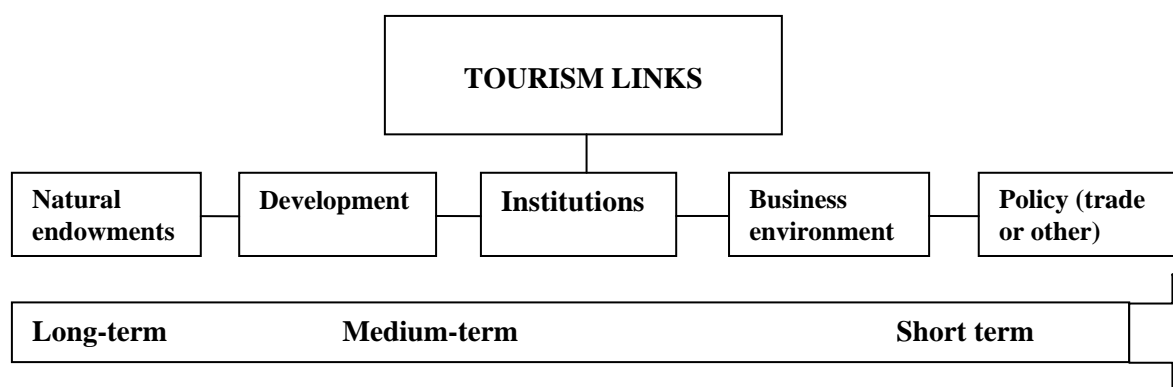 TOURISM LINKS
Natural
endowments
Development
Institutions
Business
environment
Policy (trade
or other)
Long-term Medium-term Short term